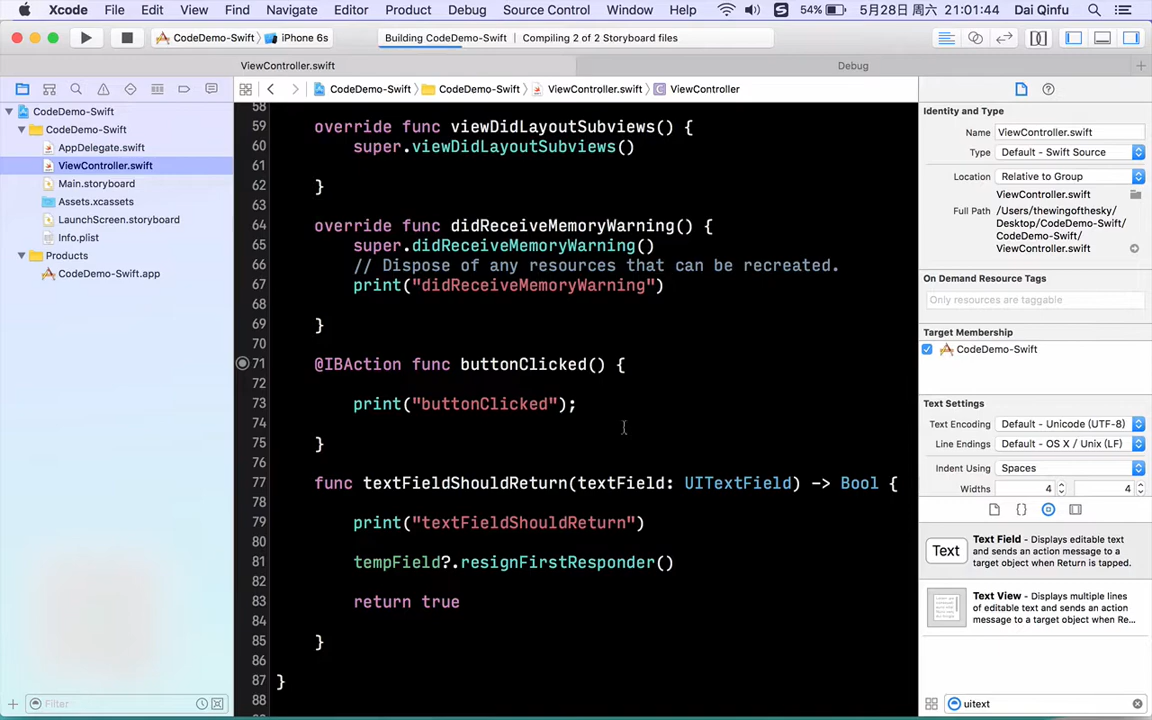 Xcode File Edit View Find Navigate Editor Product Debug Source Control Window Help 54% 5月28日 周六 21:01:44 Dai Qinfu
CodeDemo-Swift iPhone 6s Building CodeDemo-Swift Compiling 2 of 2 Storyboard files
ViewController.swift Debug
CodeDemo-Swift CodeDemo-Swift ViewController.swift C ViewController
CodeDemo-Swift
CodeDemo-Swift
AppDelegate.swift
ViewController.swift
Main.storyboard
Assets.xcassets
LaunchScreen.storyboard
Info.plist
Products
CodeDemo-Swift.app
Filter
58
59 override func viewDidLayoutSubviews() {
60 super.viewDidLayoutSubviews()
61
62 }
63
64 override func didReceiveMemoryWarning() {
65 super.didReceiveMemoryWarning()
66 // Dispose of any resources that can be recreated.
67 print("didReceiveMemoryWarning")
68
69 }
70
71 @IBAction func buttonClicked() {
72
73 print("buttonClicked");
74
75 }
76
77 func textFieldShouldReturn(textField: UITextField) -> Bool {
78
79 print("textFieldShouldReturn")
80
81 tempField?.resignFirstResponder()
82
83 return true
84
85 }
86
87 }
88
Identity and Type
Name ViewController.swift
Type Default - Swift Source
Location Relative to Group
ViewController.swift
Full Path /Users/thewingofthesky/
Desktop/CodeDemo-Swift/
CodeDemo-Swift/
ViewController.swift
On Demand Resource Tags
Only resources are taggable
Target Membership
CodeDemo-Swift
Text Settings
Text Encoding Default - Unicode (UTF-8)
Line Endings Default - OS X / Unix (LF)
Indent Using Spaces
Widths 4 4
Text Text Field - Displays editable text
and sends an action message to a
target object when Return is tapped.
Text View - Displays multiple lines
of editable text and sends an action
message to a target object when Re...
uitext